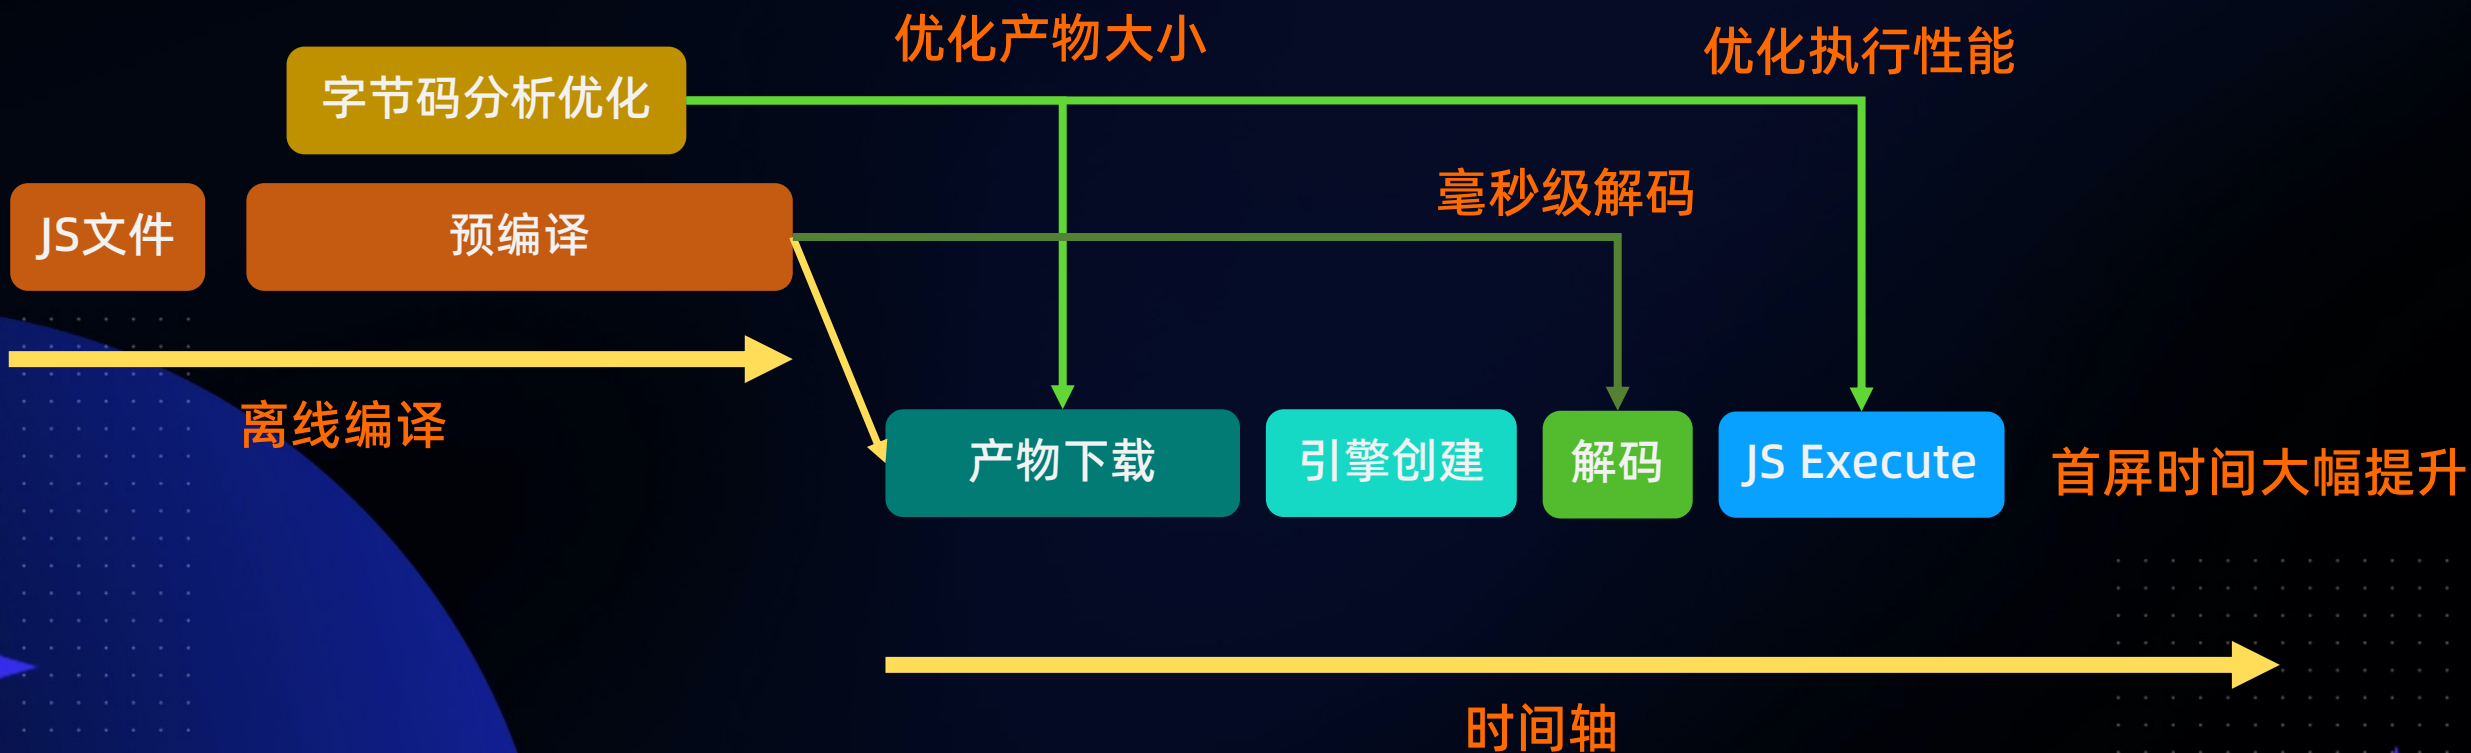 优化产物大小
优化执行性能
字节码分析优化
毫秒级解码
JS文件
预编译
离线编译
产物下载
引擎创建
解码
JS Execute
首屏时间大幅提升
时间轴